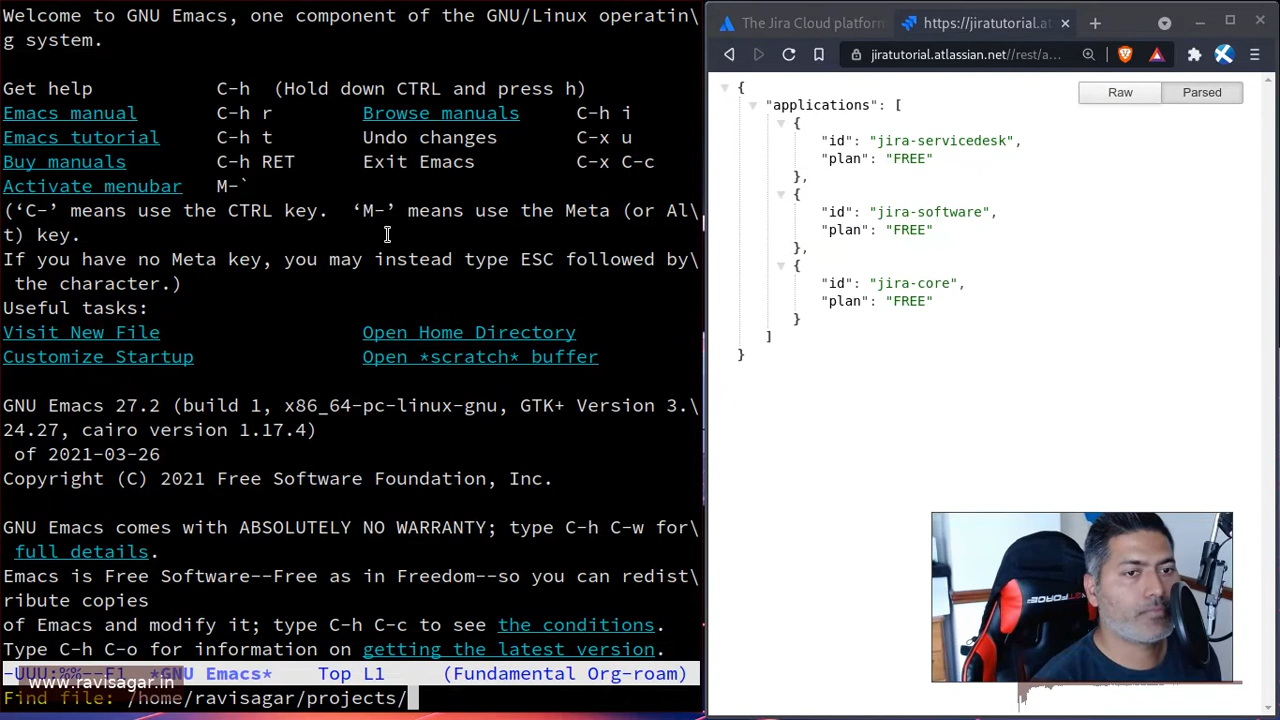 Welcome to GNU Emacs, one component of the GNU/Linux operatin\
g system.
Get help C-h (Hold down CTRL and press h)
Emacs manual C-h r Browse manuals C-h i
Emacs tutorial C-h t Undo changes C-x u
Buy manuals C-h RET Exit Emacs C-x C-c
Activate menubar M-`
(‘C-’ means use the CTRL key. ‘M-’ means use the Meta (or Al\
t) key.
If you have no Meta key, you may instead type ESC followed by\
the character.)
Useful tasks:
Visit New File Open Home Directory
Customize Startup Open *scratch* buffer
GNU Emacs 27.2 (build 1, x86_64-pc-linux-gnu, GTK+ Version 3.\
24.27, cairo version 1.17.4)
of 2021-03-26
Copyright (C) 2021 Free Software Foundation, Inc.
GNU Emacs comes with ABSOLUTELY NO WARRANTY; type C-h C-w for\
full details.
Emacs is Free Software--Free as in Freedom--so you can redist\
ribute copies
of Emacs and modify it; type C-h C-c to see the conditions.
Type C-h C-o for information on getting the latest version.
-UUU:%%--F1 *GNU Emacs* Top L1 (Fundamental Org-roam)
www.ravisagar.in
Find file: /home/ravisagar/projects/
The Jira Cloud platform
https://jiratutorial.at
jiratutorial.atlassian.net//rest/a...
Raw Parsed
{
"applications": [
{
"id": "jira-servicedesk",
"plan": "FREE"
},
{
"id": "jira-software",
"plan": "FREE"
},
{
"id": "jira-core",
"plan": "FREE"
}
]
}